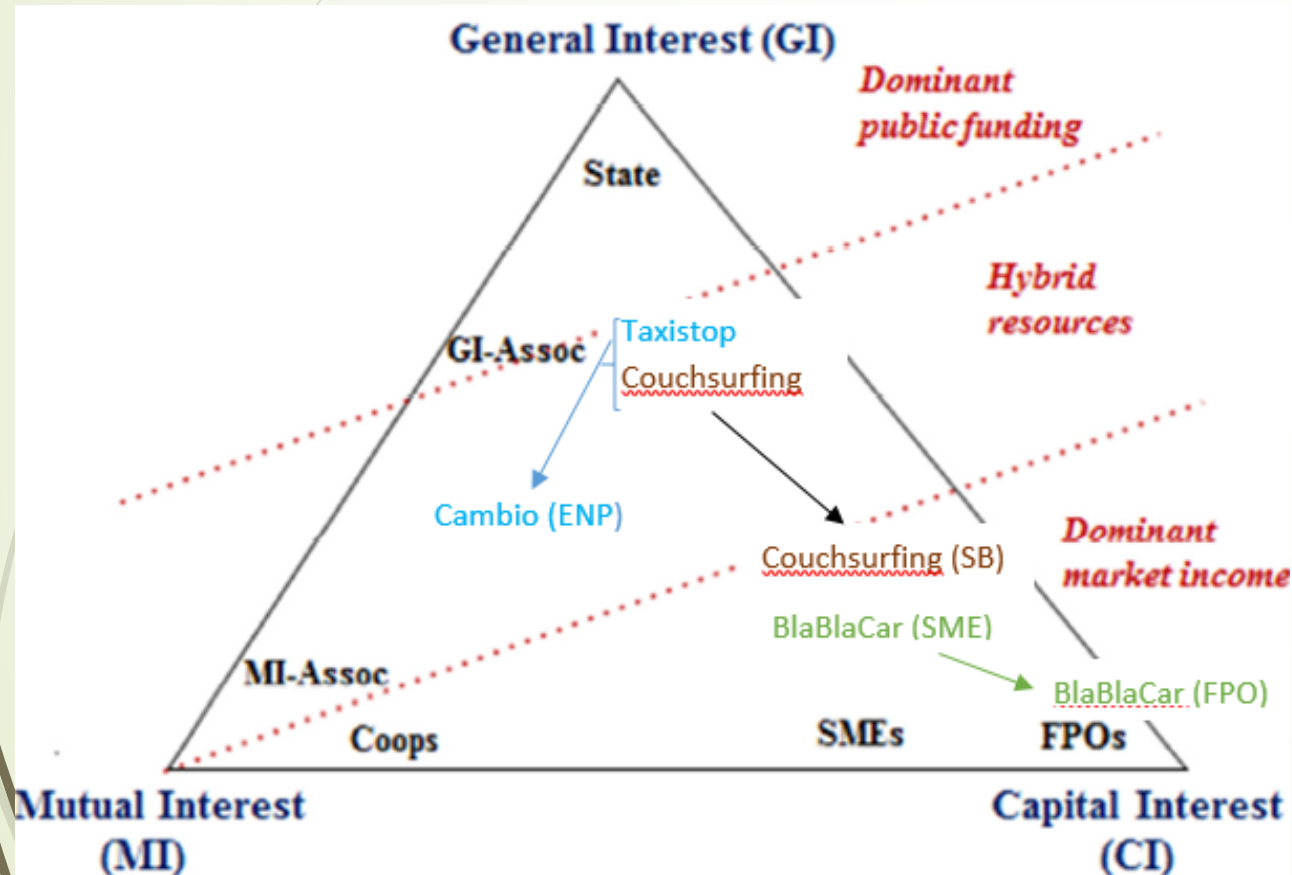 General Interest (GI)
Dominant
public funding
State
Hybrid
resources
Taxistop
GI-Assoc
Couchsurfing
Cambio (ENP)
Dominant
market income
Couchsurfing (SB)
BlaBlaCar (SME)
MI-Assoc
BlaBlaCar (FPO)
Coops
SMEs
FPOs
Mutual Interest
(MI)
Capital Interest
(CI)